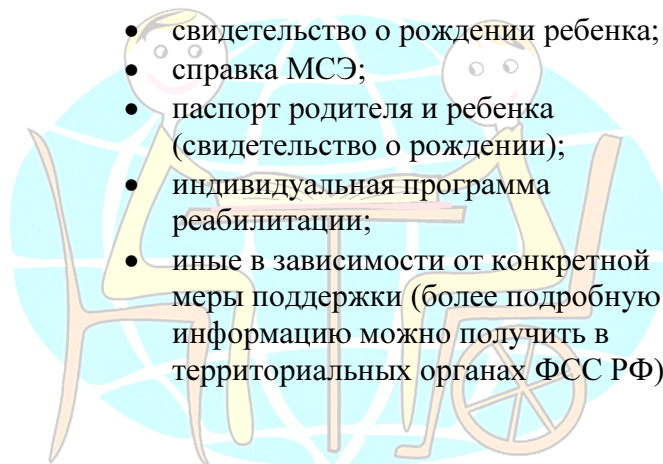 • свидетельство о рождении ребенка;
• справка МСЭ;
• паспорт родителя и ребенка
(свидетельство о рождении);
• индивидуальная программа
реабилитации;
• иные в зависимости от конкретной
меры поддержки (более подробную
информацию можно получить в
территориальных органах ФСС РФ)